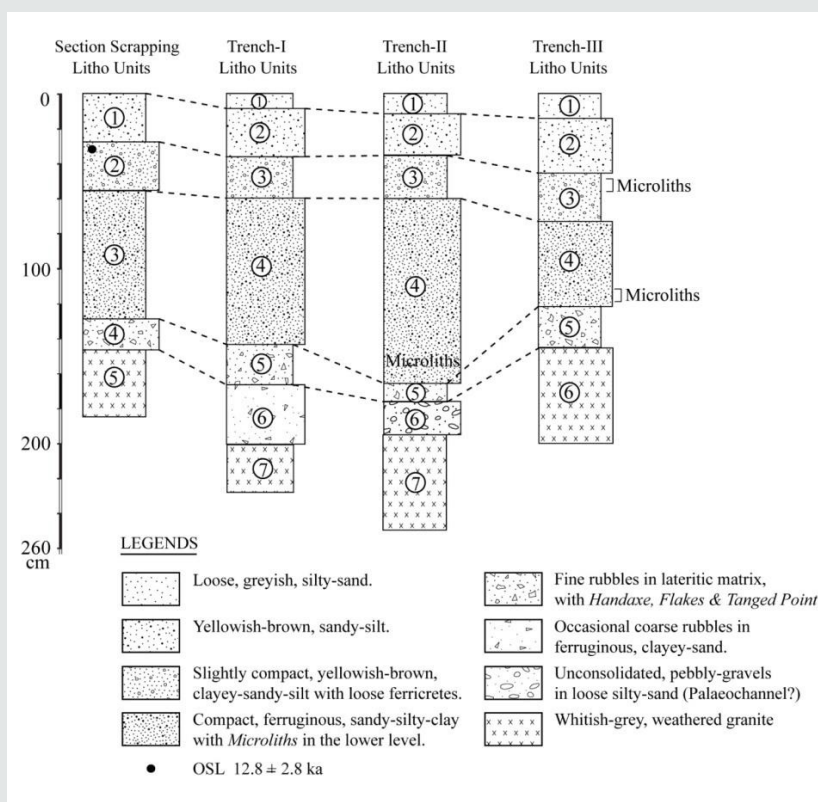 Section Scrapping
Litho Units
Trench-I
Litho Units
Trench-II
Litho Units
Trench-III
Litho Units
0
100
200
260
cm
1
2
3
4
5
1
2
3
4
5
6
7
1
2
3
4
Microliths
5
6
7
1
2
3
4
5
6
Microliths
Microliths
LEGENDS
Loose, greyish, silty-sand.
Yellowish-brown, sandy-silt.
Slightly compact, yellowish-brown,
clayey-sandy-silt with loose ferricretes.
Compact, ferruginous, sandy-silty-clay
with Microliths in the lower level.
OSL 12.8 ± 2.8 ka
Fine rubbles in lateritic matrix,
with Handaxe, Flakes & Tanged Point
Occasional coarse rubbles in
ferruginous, clayey-sand.
Unconsolidated, pebbly-gravels
in loose silty-sand (Palaeochannel?)
Whitish-grey, weathered granite